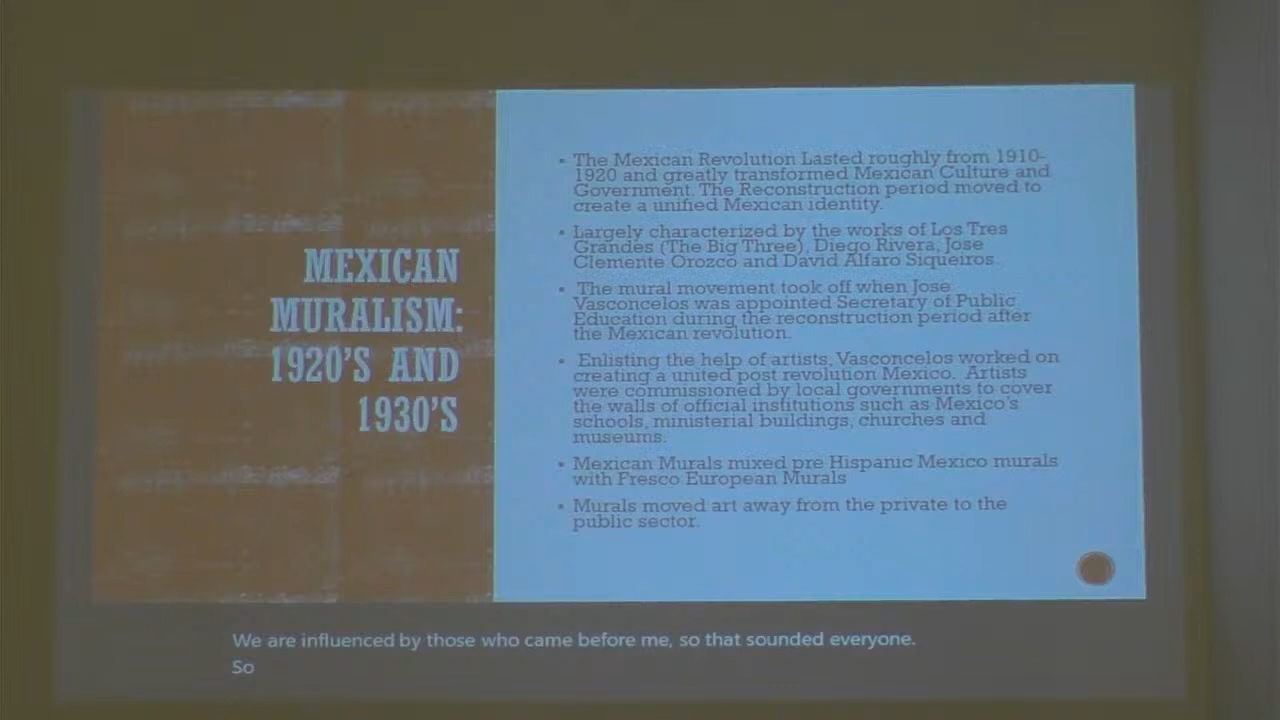 MEXICAN
MURALISM:
1920'S AND
1930'S
• The Mexican Revolution Lasted roughly from 1910-
1920 and greatly transformed Mexican Culture and
Government. The Reconstruction period moved to
create a unified Mexican identity.
• Largely characterized by the works of Los Tres
Grandes (The Big Three), Diego Rivera, Jose
Clemente Orozco and David Alfaro Siqueiros.
• The mural movement took off when Jose
Vasconcelos was appointed Secretary of Public
Education during the reconstruction period after
the Mexican revolution.
• Enlisting the help of artists, Vasconcelos worked on
creating a united post revolution Mexico. Artists
were commissioned by local governments to cover
the walls of official institutions such as Mexico's
schools, ministerial buildings, churches and
museums.
• Mexican Murals mixed pre Hispanic Mexico murals
with Fresco European Murals
• Murals moved art away from the private to the
public sector.
We are influenced by those who came before me, so that sounded everyone.
So